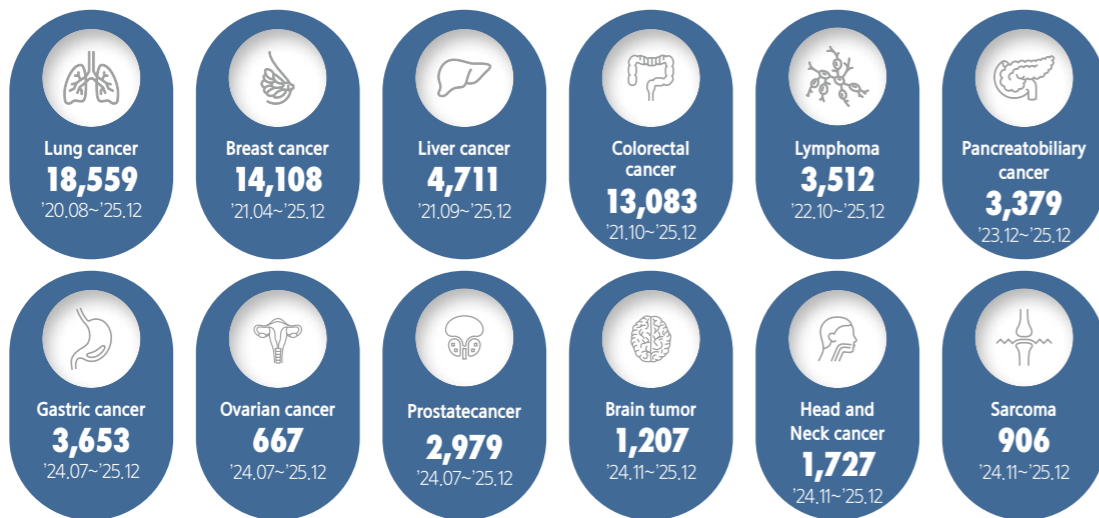 Lung cancer
18,559
'20.08~'25.12
Breast cancer
14,108
'21.04~'25.12
Liver cancer
4,711
'21.09~'25.12
Colorectal
cancer
13,083
'21.10~'25.12
Lymphoma
3,512
'22.10~'25.12
Pancreatobiliary
cancer
3,379
'23.12~'25.12
Gastric cancer
3,653
'24.07~'25.12
Ovarian cancer
667
'24.07~'25.12
Prostatecancer
2,979
'24.07~'25.12
Brain tumor
1,207
'24.11~'25.12
Head and
Neck cancer
1,727
'24.11~'25.12
Sarcoma
906
'24.11~'25.12